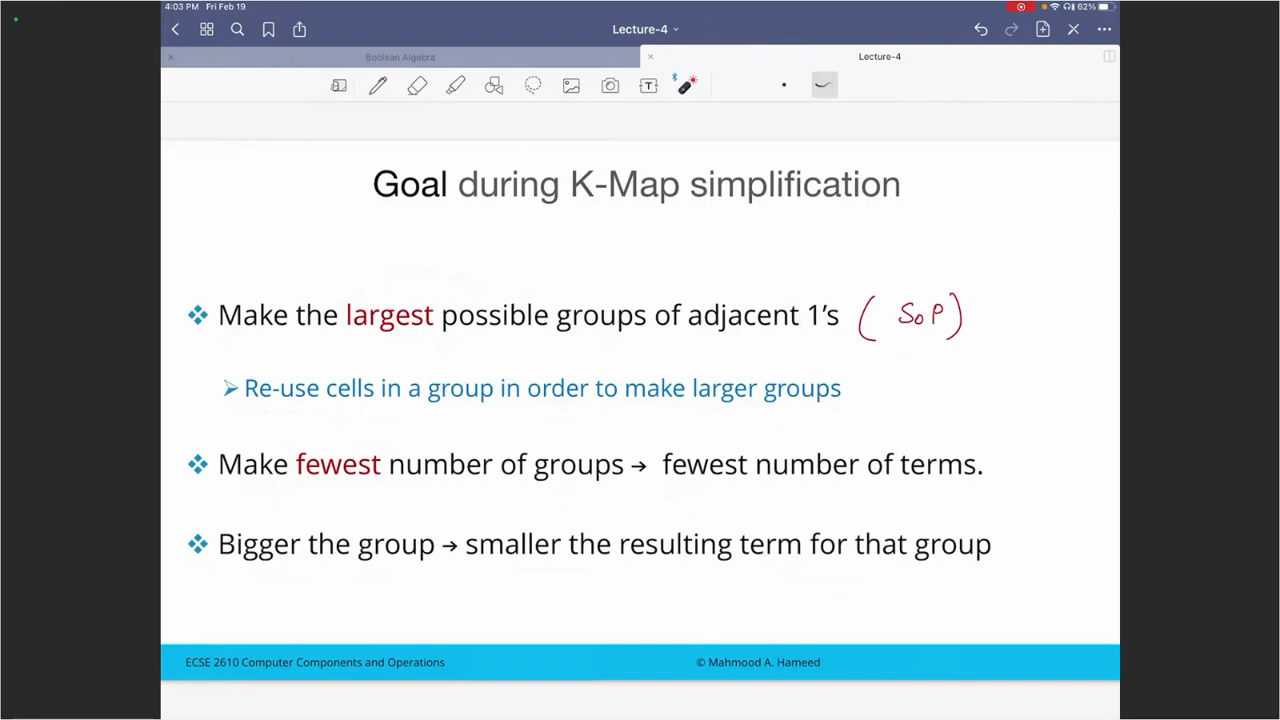 4:03 PM Fri Feb 19
62%
Lecture-4
Boolean Algebra
Lecture-4
T
Goal during K-Map simplification
Make the largest possible groups of adjacent 1's ( SoP )
Re-use cells in a group in order to make larger groups
Make fewest number of groups → fewest number of terms.
Bigger the group → smaller the resulting term for that group
ECSE 2610 Computer Components and Operations
© Mahmood A. Hameed